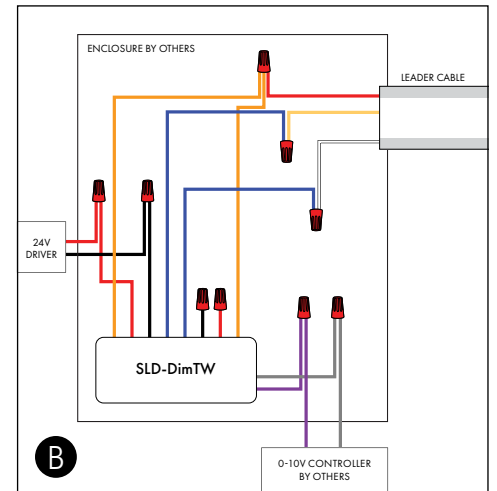 ENCLOSURE BY OTHERS
LEADER CABLE
24V
DRIVER
SLD-DimTW
B
0-10V CONTROLLER
BY OTHERS